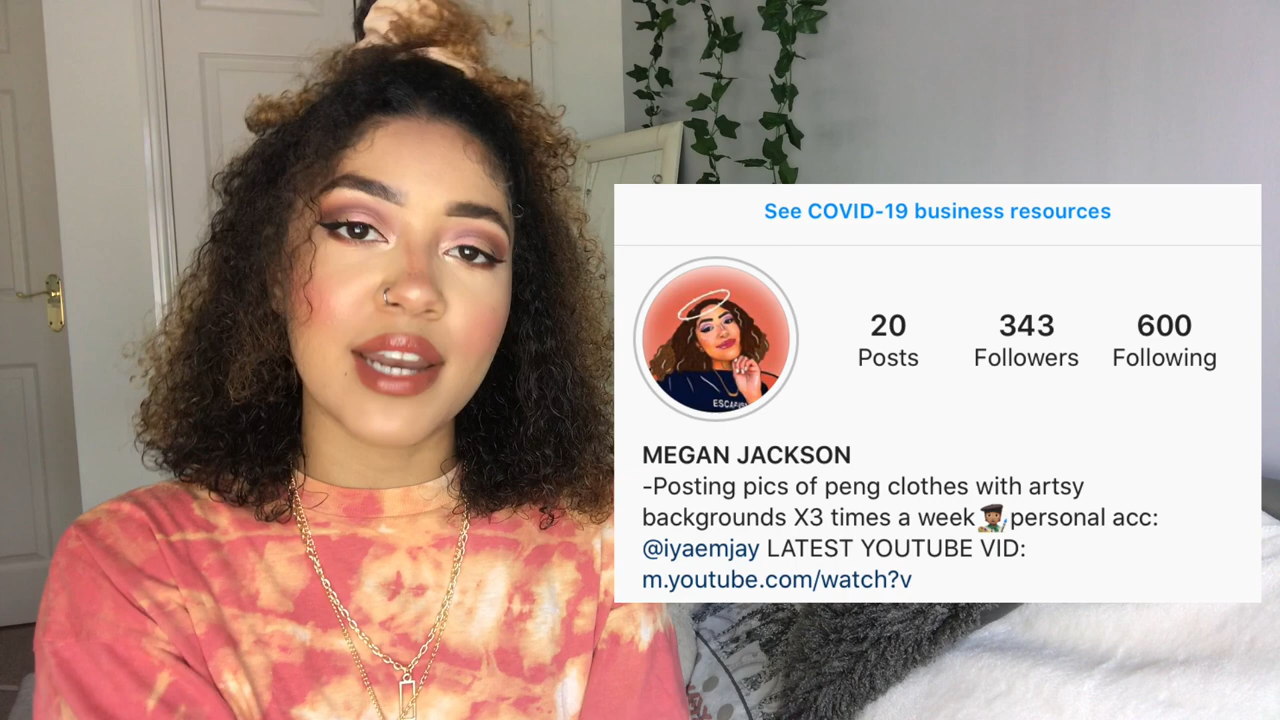 See COVID-19 business resources
20 343 600
Posts Followers Following
MEGAN JACKSON
-Posting pics of peng clothes with artsy
backgrounds X3 times a week👩🏾‍🎨personal acc:
@iyaemjay LATEST YOUTUBE VID:
m.youtube.com/watch?v